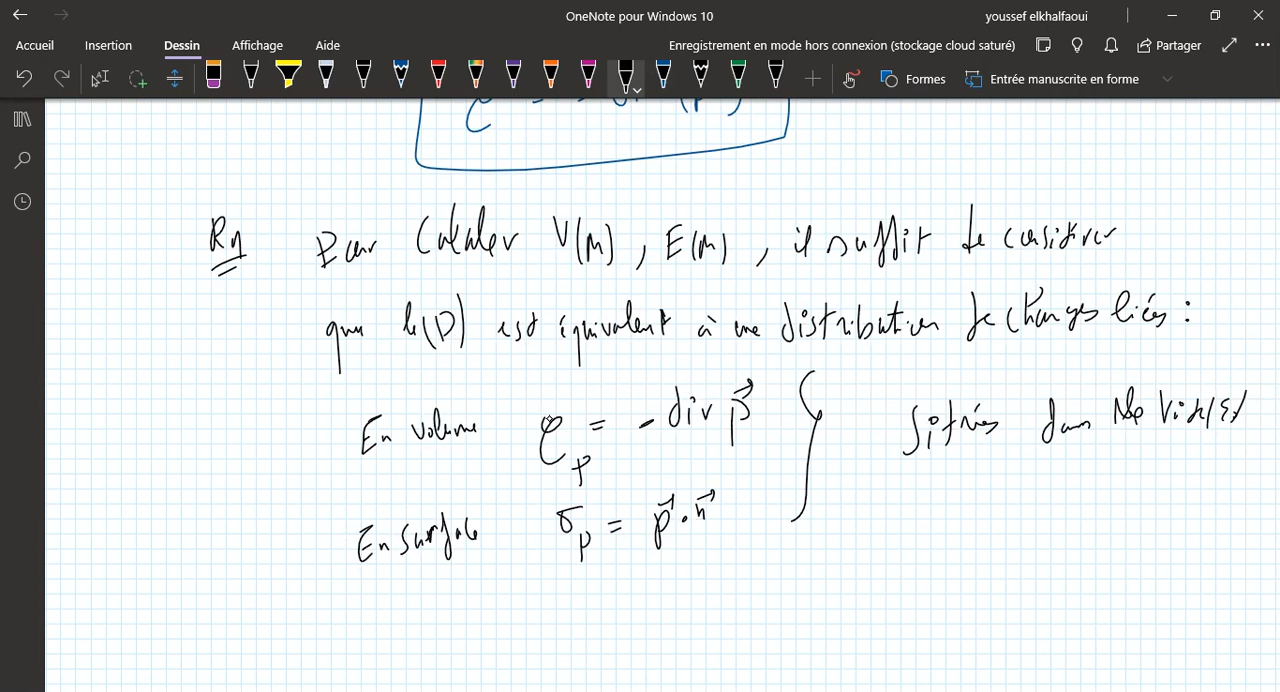 OneNote pour Windows 10
youssef elkhalfaoui
Accueil Insertion Dessin Affichage Aide
Enregistrement en mode hors connexion (stockage cloud saturé)
Partager
Formes
Entrée manuscrite en forme
Rq Pour Calculer V(M), E(M), il suffit de considérer
que le (D) est équivalent à une distribution de charges liées :
En volume ρp = - div P⃗
situées dans le vide
En surface σp = P⃗ . n⃗